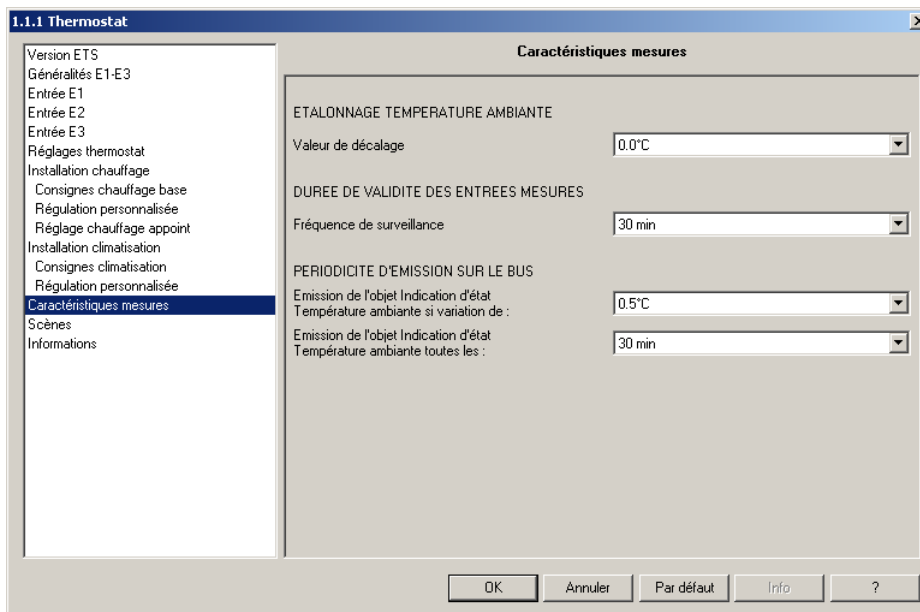 1.1.1 Thermostat
Version ETS
Généralités E1-E3
Entrée E1
Entrée E2
Entrée E3
Réglages thermostat
Installation chauffage
Consignes chauffage base
Régulation personnalisée
Réglage chauffage appoint
Installation climatisation
Consignes climatisation
Régulation personnalisée
Caractéristiques mesures
Scènes
Informations
Caractéristiques mesures
ETALONNAGE TEMPERATURE AMBIANTE
Valeur de décalage
0.0°C
DUREE DE VALIDITE DES ENTREES MESURES
Fréquence de surveillance
30 min
PERIODICITE D'EMISSION SUR LE BUS
Emission de l'objet Indication d'état
Température ambiante si variation de :
0.5°C
Emission de l'objet Indication d'état
Température ambiante toutes les :
30 min
OK
Annuler
Par défaut
Info
?